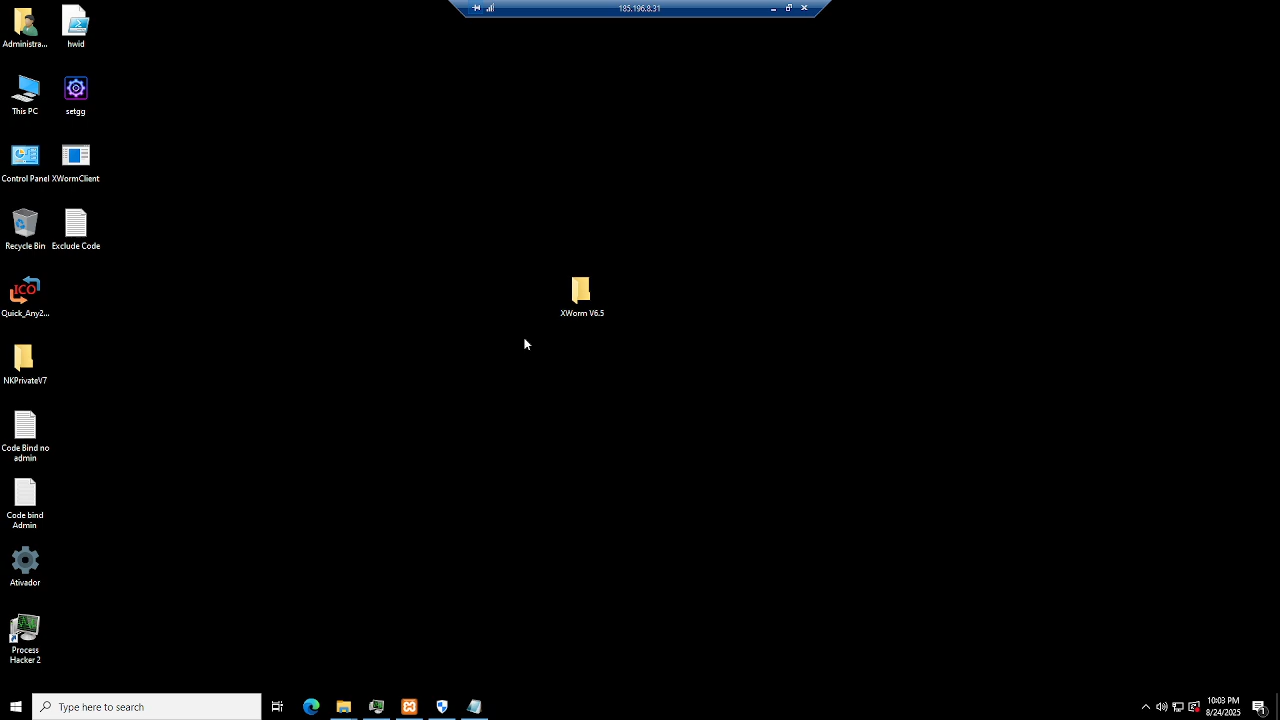 185.196.8.31
Administra...
hwid
This PC
setgg
Control Panel
XWormClient
Recycle Bin
Exclude Code
ICO
Quick_Any2...
XWorm V6.5
NKPrivateV7
Code Bind no
admin
Code bind
Admin
Ativador
Process
Hacker 2
Type here to search
10:03 PM
8/24/2025
1